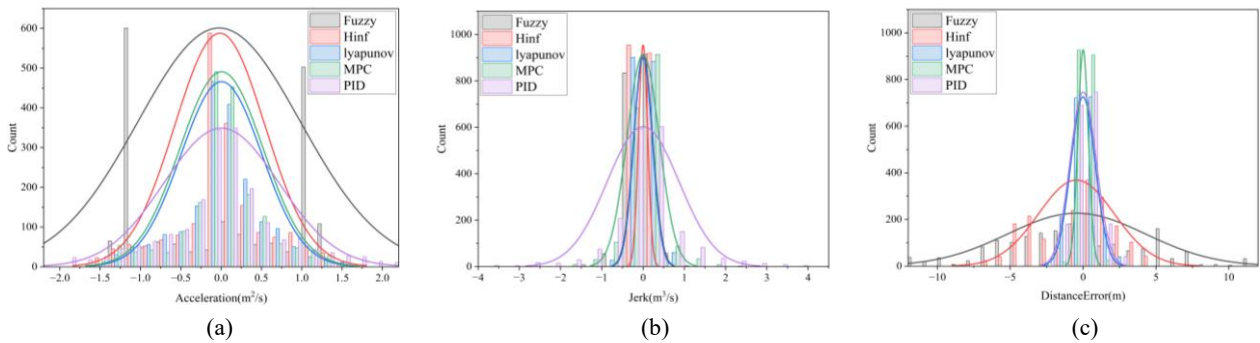 600
500
400
300
200
100
0
Count
-2.0 -1.5 -1.0 -0.5 0.0 0.5 1.0 1.5 2.0
Acceleration(m²/s)
Fuzzy
Hinf
lyapunov
MPC
PID
(a)
1000
800
600
400
200
0
Count
-4 -3 -2 -1 0 1 2 3 4
Jerk(m³/s)
Fuzzy
Hinf
lyapunov
MPC
PID
(b)
1000
800
600
400
200
0
Count
-10 -5 0 5 10
DistanceError(m)
Fuzzy
Hinf
lyapunov
MPC
PID
(c)